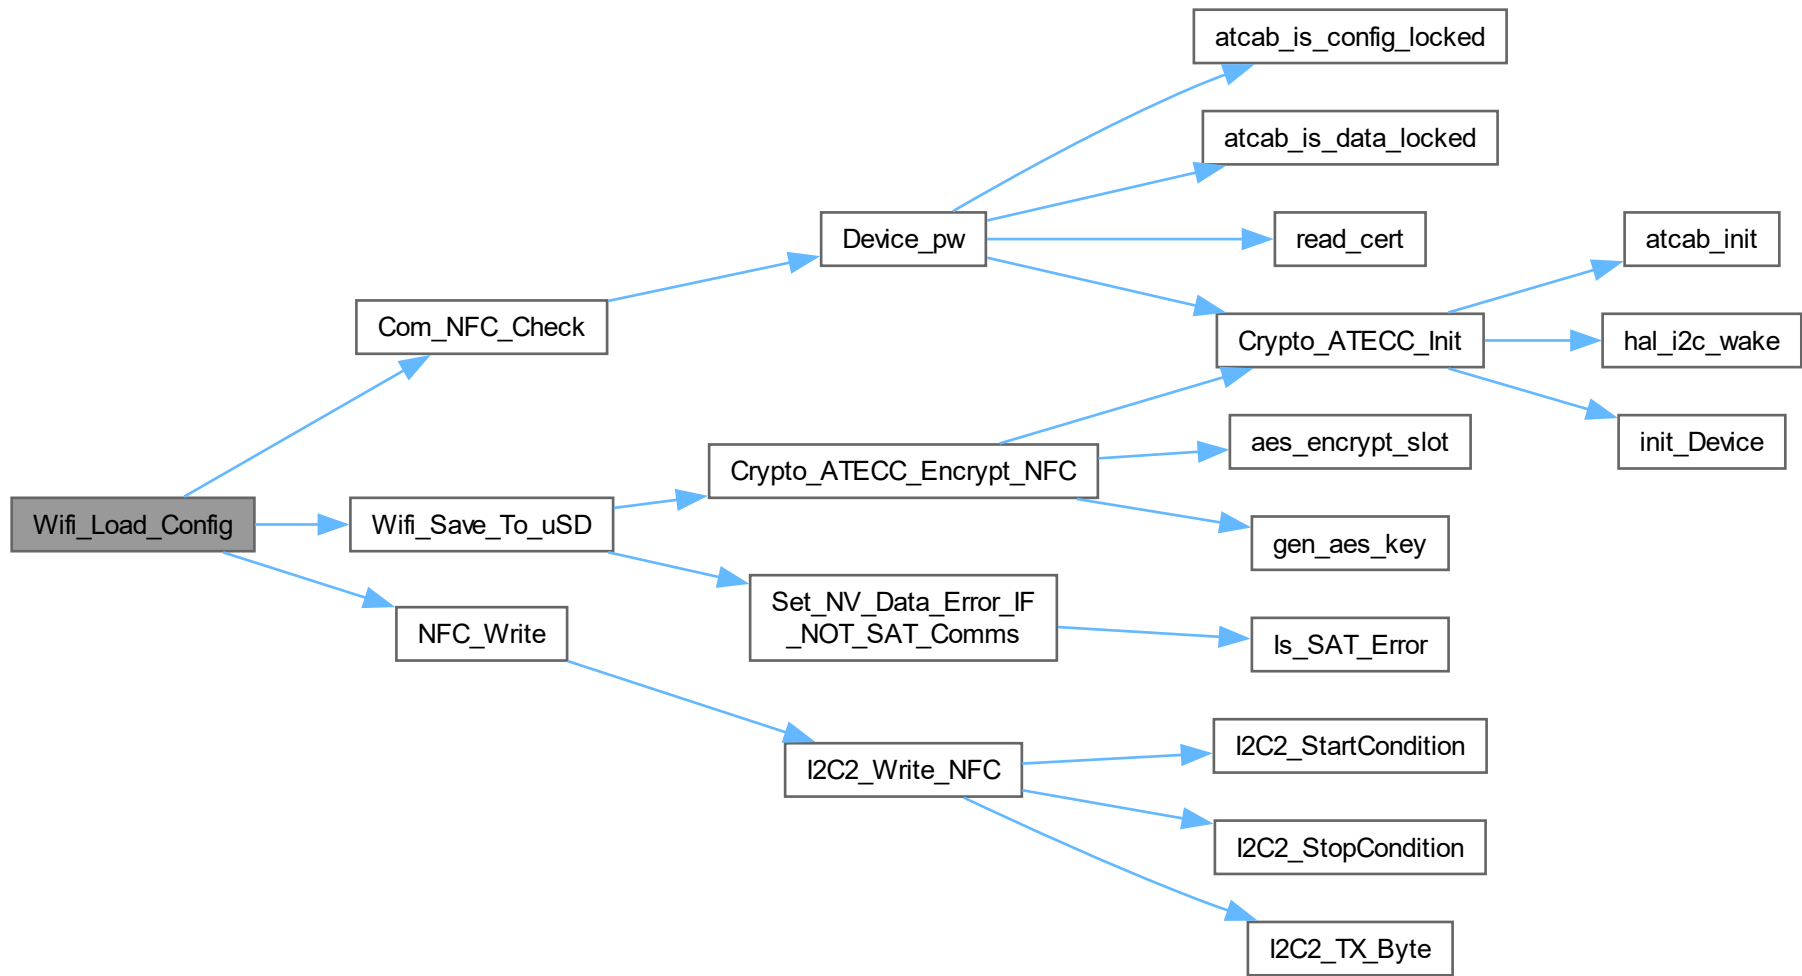 Wifi_Load_Config
Com_NFC_Check
Device_pw
atcab_is_config_locked
atcab_is_data_locked
read_cert
Crypto_ATECC_Init
atcab_init
hal_i2c_wake
init_Device
Wifi_Save_To_uSD
Crypto_ATECC_Encrypt_NFC
aes_encrypt_slot
gen_aes_key
Set_NV_Data_Error_IF
_NOT_SAT_Comms
Is_SAT_Error
NFC_Write
I2C2_Write_NFC
I2C2_StartCondition
I2C2_StopCondition
I2C2_TX_Byte